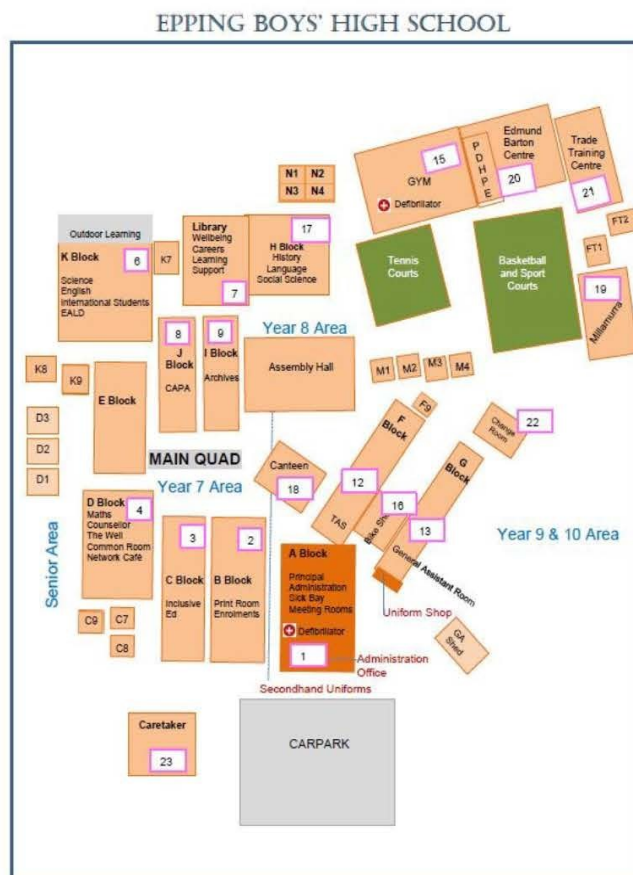 EPPING BOYS' HIGH SCHOOL
N1 N2
N3 N4
15
GYM
Defibrillator
PDHPE
Edmund
Barton
Centre
20
Trade
Training
Centre
21
FT2
FT1
Outdoor Learning
K Block
6
Science
English
International Students
EALD
K7
Library
Wellbeing
Careers
Learning
Support
7
17
H Block
History
Language
Social Science
Tennis
Courts
Basketball
and Sport
Courts
19
Millamurra
Year 8 Area
8
J
Block
CAPA
9
I Block
Archives
Assembly Hall
M1
M2
M3
M4
K8
K9
E Block
D3
D2
D1
F9
F
Block
G
Block
Change
Room
22
MAIN QUAD
Canteen
18
12
TAS
16
13
General Assistant Room
Year 7 Area
Year 9 & 10 Area
Senior Area
D Block
4
Maths
Counsellor
The Well
Common Room
Network Café
3
C Block
Inclusive
Ed
2
B Block
Print Room
Enrolments
A Block
Principal
Administration
Sick Bay
Meeting Rooms
Defibrillator
1
Uniform Shop
GA
Shed
C9
C7
C8
Administration
Office
Secondhand Uniforms
Caretaker
23
CARPARK